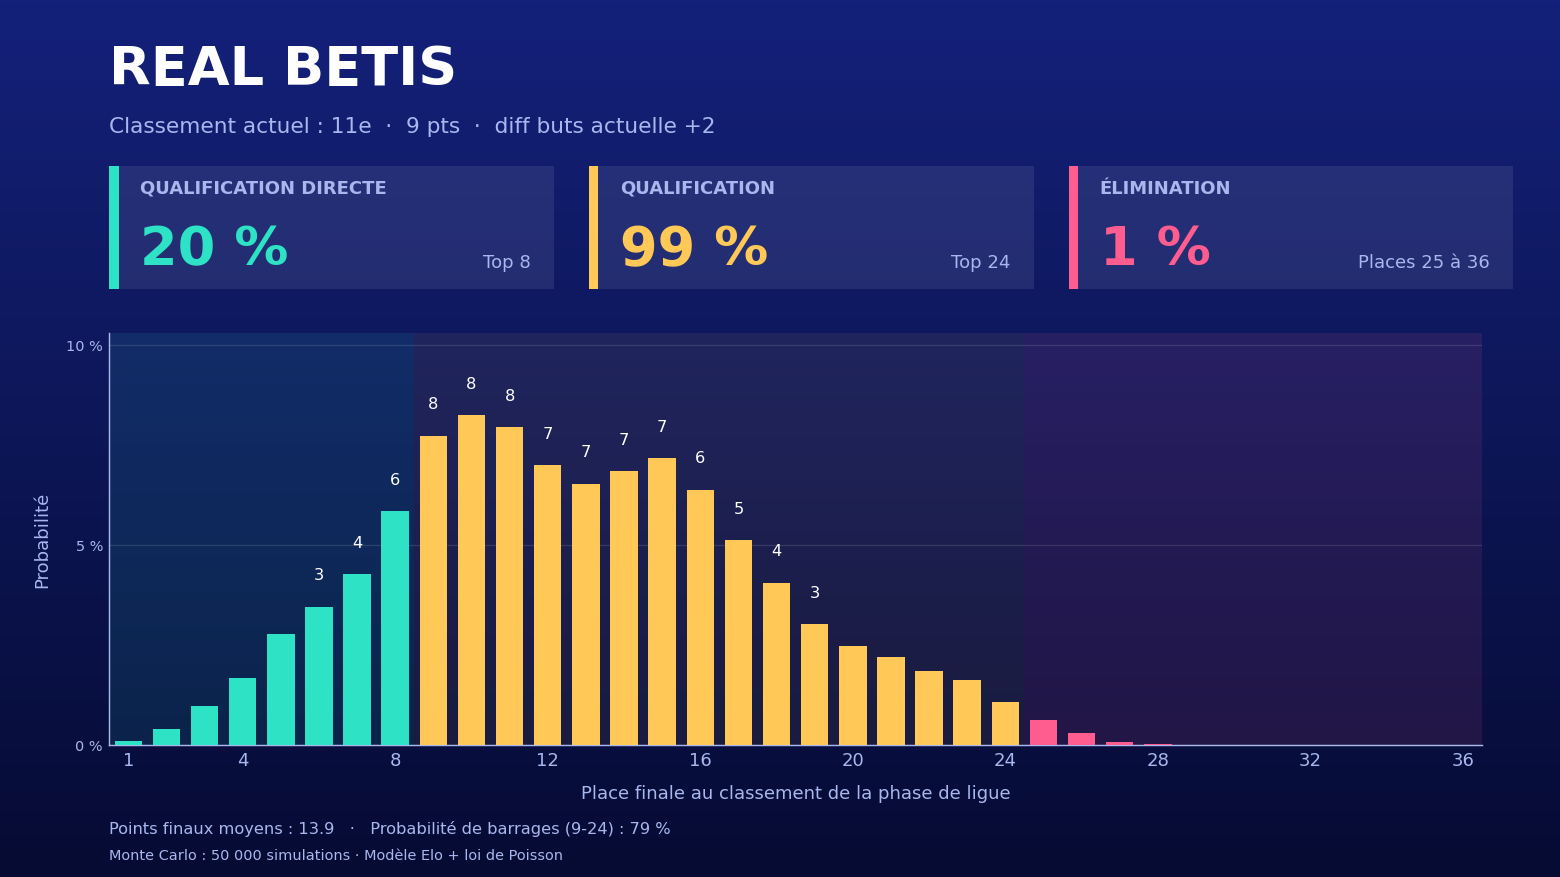 REAL BETIS
Classement actuel : 11e · 9 pts · diff buts actuelle +2
QUALIFICATION DIRECTE
20 %
Top 8
QUALIFICATION
99 %
Top 24
ÉLIMINATION
1 %
Places 25 à 36
Probabilité
10 %
5 %
0 %
3
4
6
8
8
8
7
7
7
7
6
5
4
3
1 4 8 12 16 20 24 28 32 36
Place finale au classement de la phase de ligue
Points finaux moyens : 13.9 · Probabilité de barrages (9-24) : 79 %
Monte Carlo : 50 000 simulations · Modèle Elo + loi de Poisson